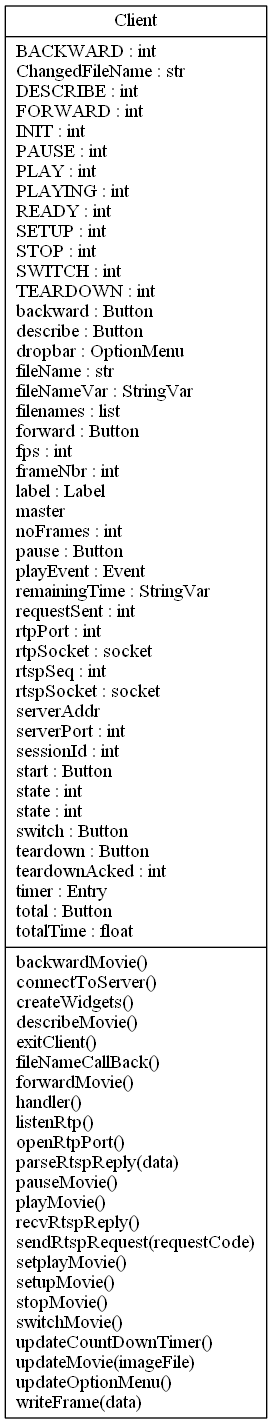 Client
BACKWARD : int
ChangedFileName : str
DESCRIBE : int
FORWARD : int
INIT : int
PAUSE : int
PLAY : int
PLAYING : int
READY : int
SETUP : int
STOP : int
SWITCH : int
TEARDOWN : int
backward : Button
describe : Button
dropbar : OptionMenu
fileName : str
fileNameVar : StringVar
filenames : list
forward : Button
fps : int
frameNbr : int
label : Label
master
noFrames : int
pause : Button
playEvent : Event
remainingTime : StringVar
requestSent : int
rtpPort : int
rtpSocket : socket
rtspSeq : int
rtspSocket : socket
serverAddr
serverPort : int
sessionId : int
start : Button
state : int
state : int
switch : Button
teardown : Button
teardownAcked : int
timer : Entry
total : Button
totalTime : float
backwardMovie()
connectToServer()
createWidgets()
describeMovie()
exitClient()
fileNameCallBack()
forwardMovie()
handler()
listenRtp()
openRtpPort()
parseRtspReply(data)
pauseMovie()
playMovie()
recvRtspReply()
sendRtspRequest(requestCode)
setplayMovie()
setupMovie()
stopMovie()
switchMovie()
updateCountDownTimer()
updateMovie(imageFile)
updateOptionMenu()
writeFrame(data)